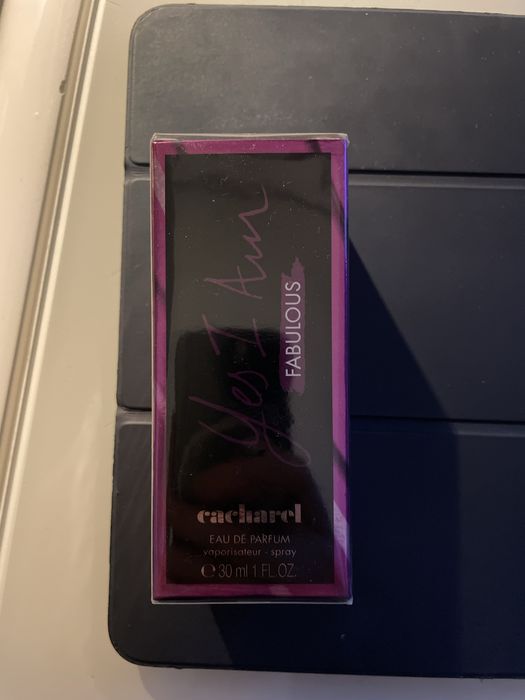 Yes I Am
FABULOUS
cacharel
EAU DE PARFUM
vaporisateur - spray
℮ 30 ml 1 FL.OZ.